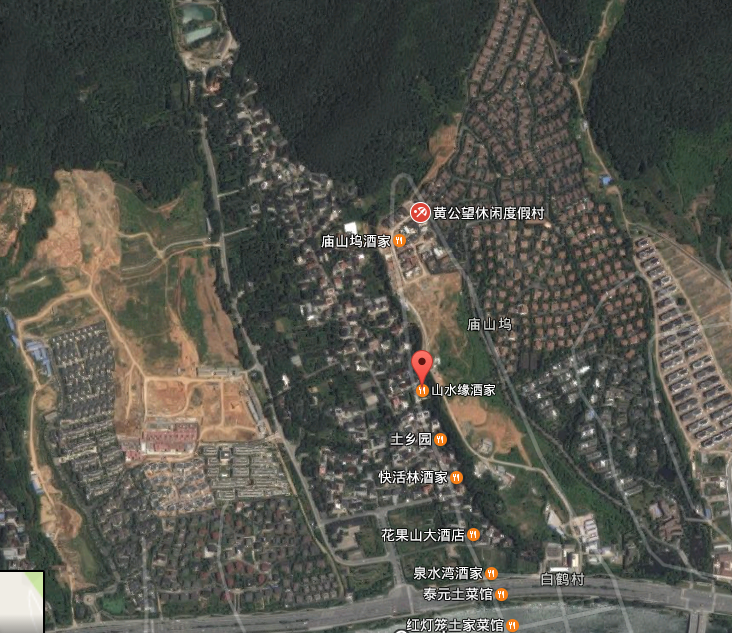 黄公望休闲度假村
庙山坞酒家
庙山坞
山水缘酒家
土乡园
快活林酒家
花果山大酒店
泉水湾酒家
白鹤村
泰元土菜馆
红灯笼土家菜馆